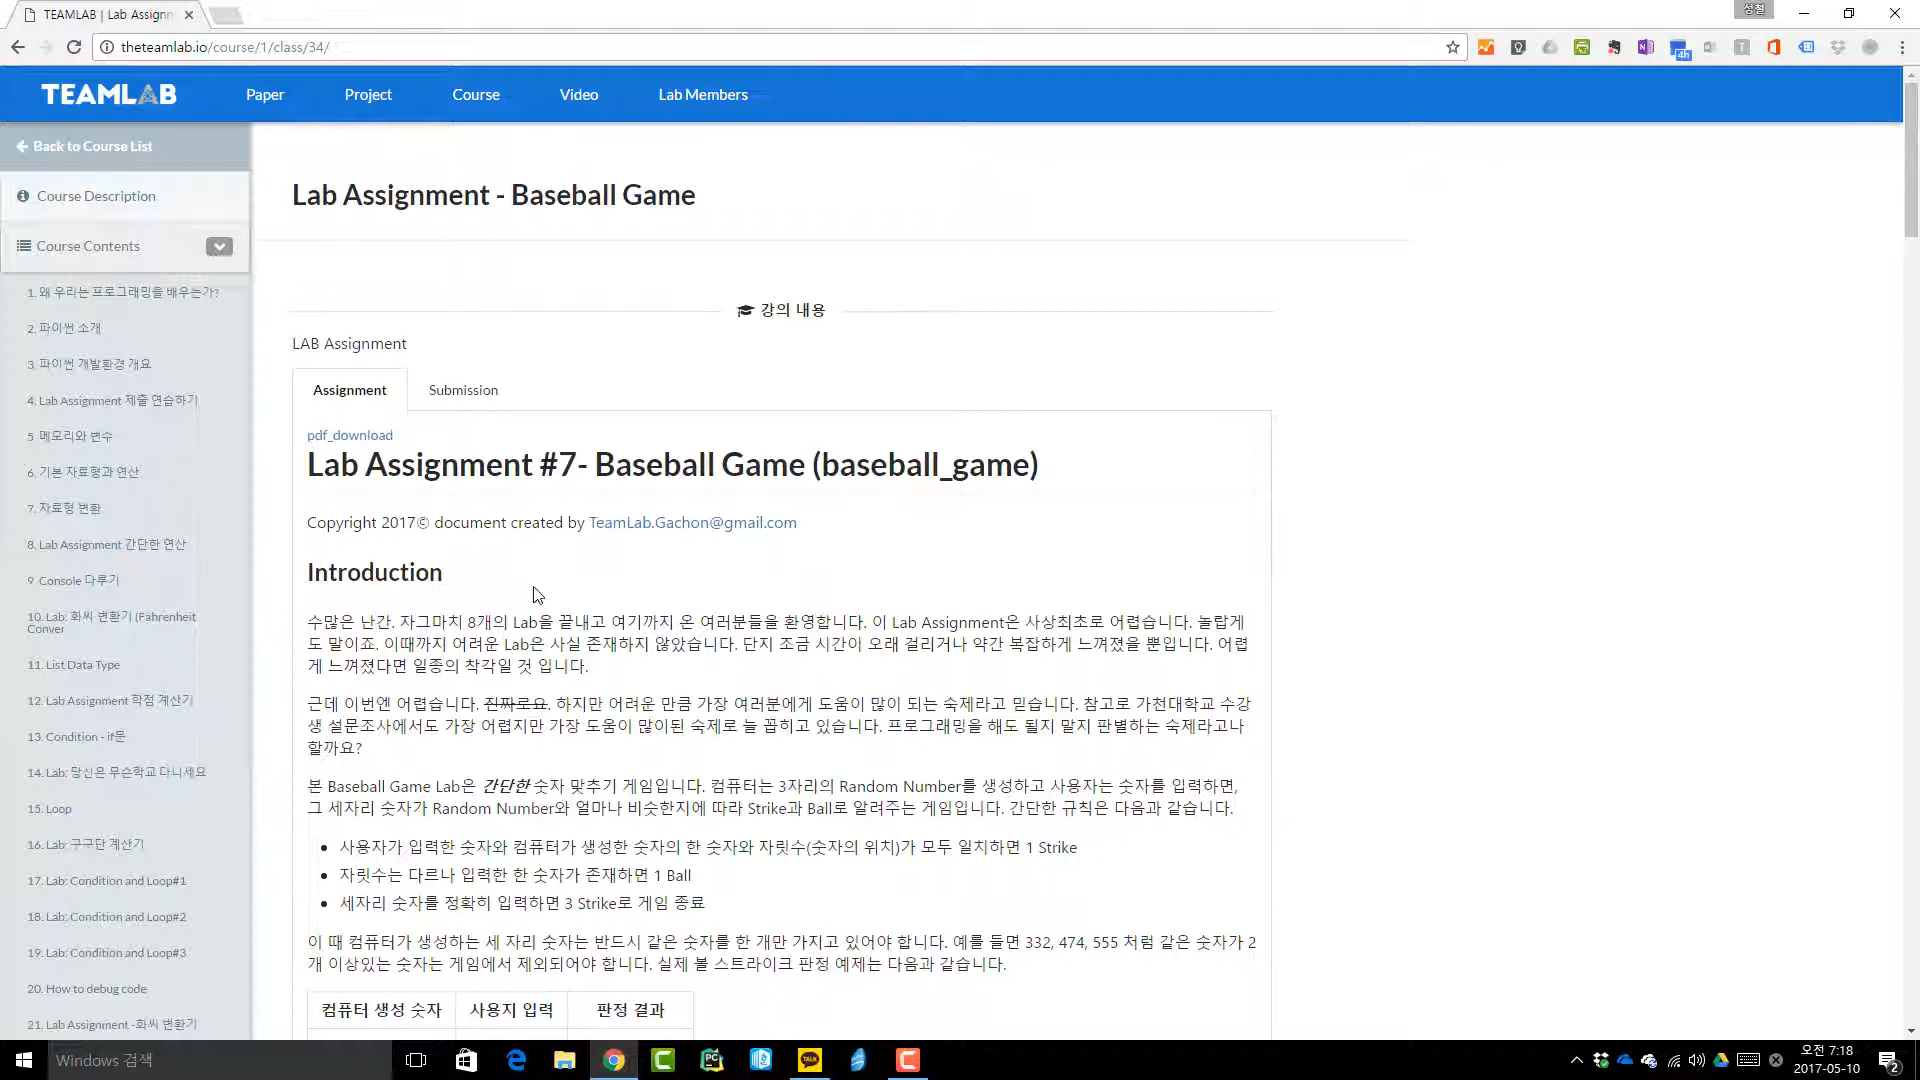 TEAMLAB | Lab Assignm
성철
theteamlab.io/course/1/class/34/
TEAMLAB
Paper
Project
Course
Video
Lab Members
Back to Course List
Course Description
Course Contents
1. 왜 우리는 프로그래밍을 배우는가?
2. 파이썬 소개
3. 파이썬 개발환경 개요
4. Lab Assignment 제출 연습하기
5 메모리와 변수
6. 기본 자료형과 연산
7. 자료형 변환
8. Lab Assignment 간단한 연산
9 Console 다루기
10. Lab: 화씨 변환기 (Fahrenheit
Conver
11. List Data Type
12. Lab Assignment 학점 계산기
13. Condition - if문
14. Lab: 당신은 무슨학교 다니세요
15. Loop
16. Lab: 구구단 계산기
17. Lab: Condition and Loop#1
18. Lab: Condition and Loop#2
19. Lab: Condition and Loop#3
20. How to debug code
21. Lab Assignment -화씨 변환기
Lab Assignment - Baseball Game
강의 내용
LAB Assignment
Assignment
Submission
pdf_download
Lab Assignment #7- Baseball Game (baseball_game)
Copyright 2017© document created by TeamLab.Gachon@gmail.com
Introduction
수많은 난간. 자그마치 8개의 Lab을 끝내고 여기까지 온 여러분들을 환영합니다. 이 Lab Assignment은 사상최초로 어렵습니다. 놀랍게
도 말이죠. 이때까지 어려운 Lab은 사실 존재하지 않았습니다. 단지 조금 시간이 오래 걸리거나 약간 복잡하게 느껴졌을 뿐입니다. 어렵
게 느껴졌다면 일종의 착각일 것 입니다.
근데 이번엔 어렵습니다. 진짜로요. 하지만 어려운 만큼 가장 여러분에게 도움이 많이 되는 숙제라고 믿습니다. 참고로 가천대학교 수강
생 설문조사에서도 가장 어렵지만 가장 도움이 많이된 숙제로 늘 꼽히고 있습니다. 프로그래밍을 해도 될지 말지 판별하는 숙제라고나
할까요?
본 Baseball Game Lab은 간단한 숫자 맞추기 게임입니다. 컴퓨터는 3자리의 Random Number를 생성하고 사용자는 숫자를 입력하면,
그 세자리 숫자가 Random Number와 얼마나 비슷한지에 따라 Strike과 Ball로 알려주는 게임입니다. 간단한 규칙은 다음과 같습니다.
사용자가 입력한 숫자와 컴퓨터가 생성한 숫자의 한 숫자와 자릿수(숫자의 위치)가 모두 일치하면 1 Strike
자릿수는 다르나 입력한 한 숫자가 존재하면 1 Ball
세자리 숫자를 정확히 입력하면 3 Strike로 게임 종료
이 때 컴퓨터가 생성하는 세 자리 숫자는 반드시 같은 숫자를 한 개만 가지고 있어야 합니다. 예를 들면 332, 474, 555 처럼 같은 숫자가 2
개 이상있는 숫자는 게임에서 제외되어야 합니다. 실제 볼 스트라이크 판정 예제는 다음과 같습니다.
컴퓨터 생성 숫자
사용지 입력
판정 결과
Windows 검색
오전 7:18
2017-05-10
2